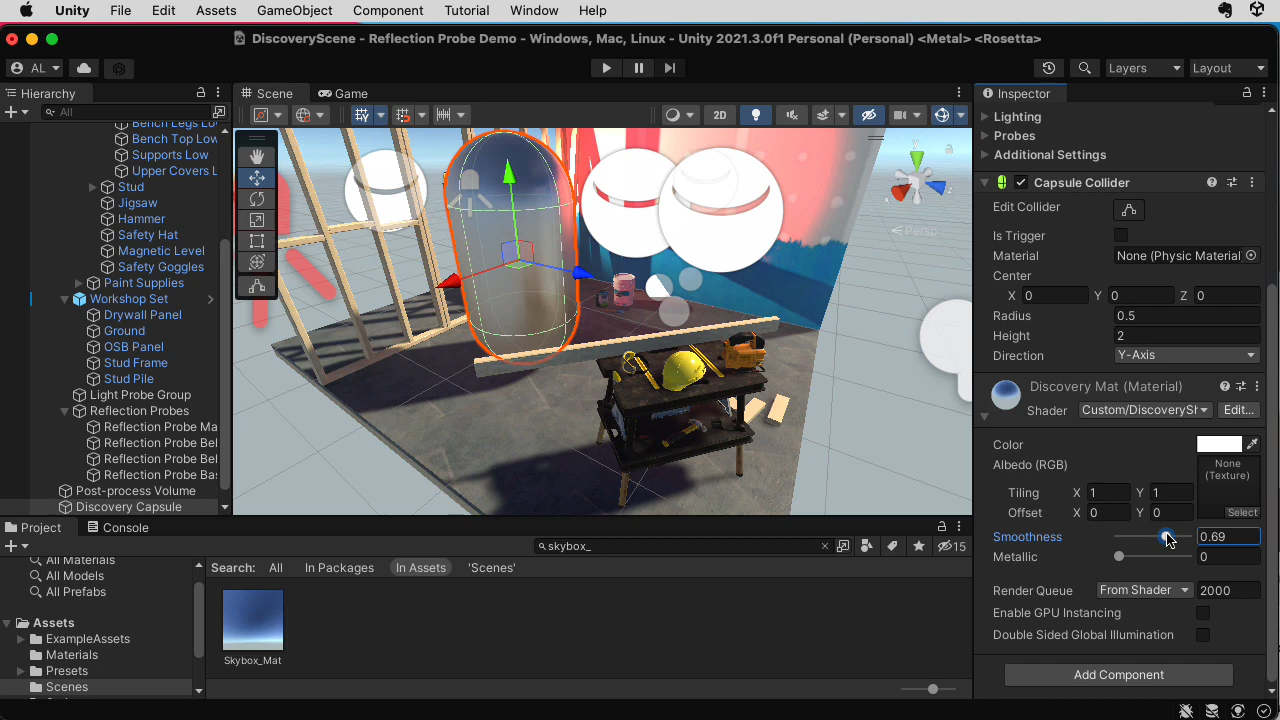 Unity File Edit Assets GameObject Component Tutorial Window Help
DiscoveryScene - Reflection Probe Demo - Windows, Mac, Linux - Unity 2021.3.0f1 Personal (Personal) <Metal> <Rosetta>
AL Layers Layout
Hierarchy
All
Bench Legs Lo
Bench Top Low
Supports Low
Upper Covers L
Stud
Jigsaw
Hammer
Safety Hat
Magnetic Level
Safety Goggles
Paint Supplies
Workshop Set
Drywall Panel
Ground
OSB Panel
Stud Frame
Stud Pile
Light Probe Group
Reflection Probes
Reflection Probe Ma
Reflection Probe Bel
Reflection Probe Bel
Reflection Probe Bas
Post-process Volume
Discovery Capsule
Scene Game
2D
y
x
z
Persp
Inspector
Lighting
Probes
Additional Settings
Capsule Collider
Edit Collider
Is Trigger
Material None (Physic Material
Center
X 0 Y 0 Z 0
Radius 0.5
Height 2
Direction Y-Axis
Discovery Mat (Material)
Shader Custom/DiscoverySh Edit...
Color
Albedo (RGB) None
(Texture)
Tiling X 1 Y 1
Offset X 0 Y 0 Select
Smoothness 0.69
Metallic 0
Render Queue From Shader 2000
Enable GPU Instancing
Double Sided Global Illumination
Add Component
Project Console
skybox_ 15
All Materials
All Models
All Prefabs
Assets
ExampleAssets
Materials
Presets
Scenes
Search: All In Packages In Assets 'Scenes'
Skybox_Mat